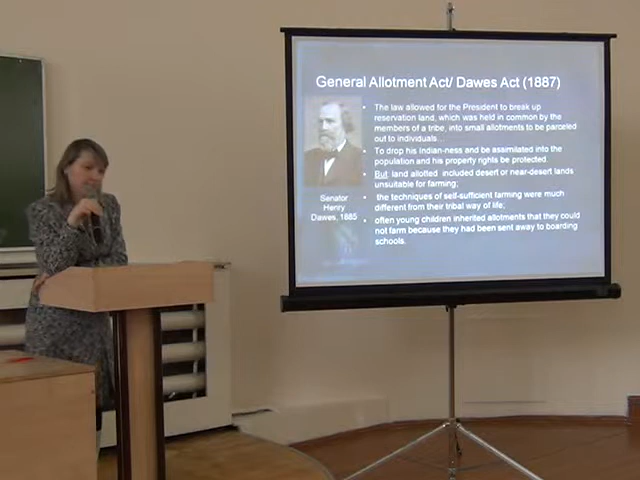 General Allotment Act/ Dawes Act (1887)
The law allowed for the President to break up
reservation land, which was held in common by the
members of a tribe, into small allotments to be parceled
out to individuals…
To drop his Indian-ness and be assimilated into the
population and his property rights be protected.
But: land allotted included desert or near-desert lands
unsuitable for farming;
the techniques of self-sufficient farming were much
different from their tribal way of life;
often young children inherited allotments that they could
not farm because they had been sent away to boarding
schools.
Senator
Henry
Dawes, 1885